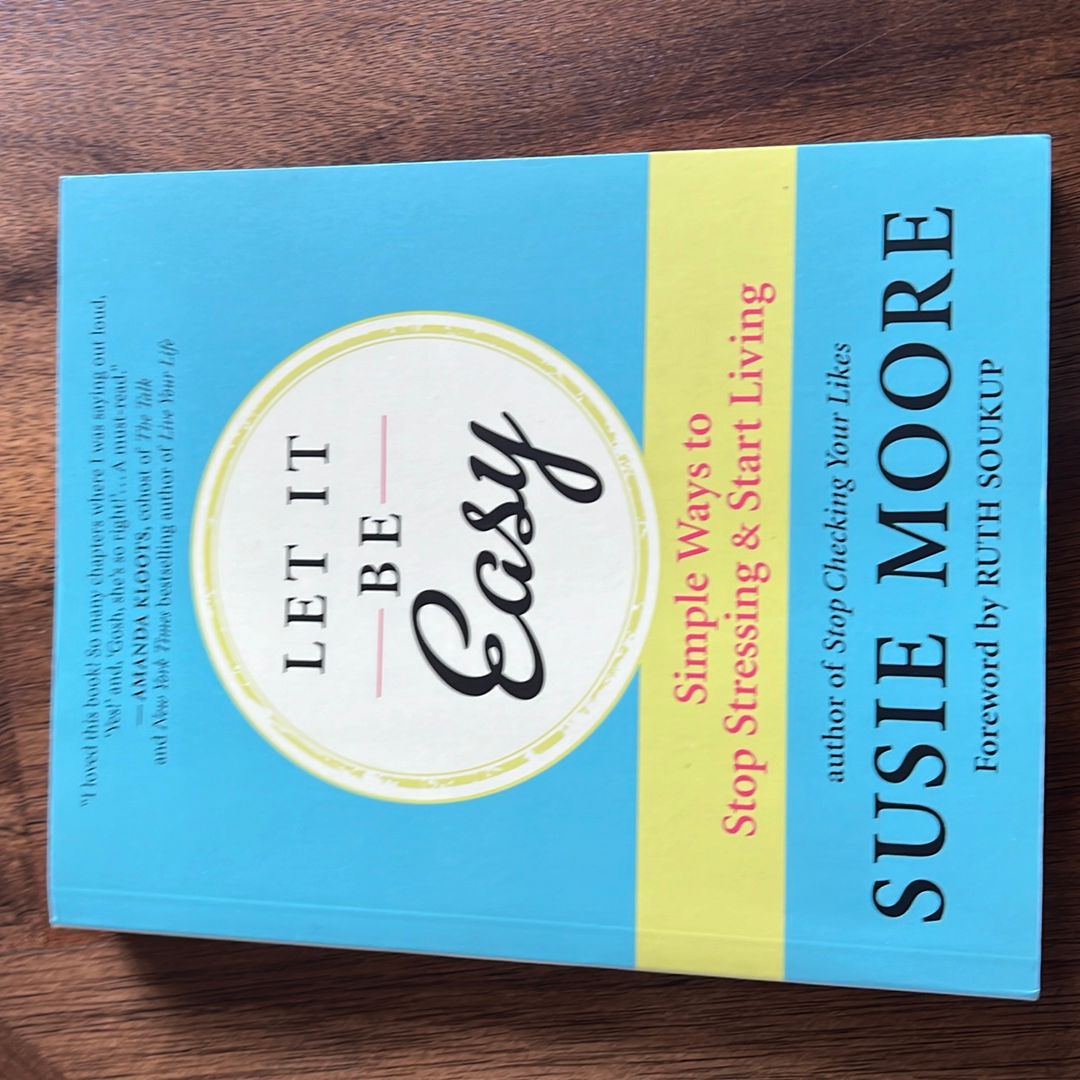 "I loved this book! So many chapters where I was saying out loud,
'Yes!' and, 'Gosh, she's so right!'...A must-read."
—AMANDA KLOOTS, cohost of The Talk
and New York Times bestselling author of Live Your Life
LET IT
BE
Easy
Simple Ways to
Stop Stressing & Start Living
author of Stop Checking Your Likes
SUSIE MOORE
Foreword by RUTH SOUKUP